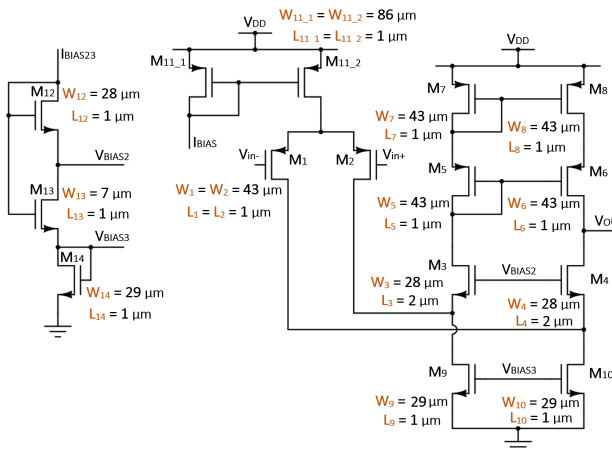 I_BIAS23
M12
W12 = 28 µm
L12 = 1 µm
V_BIAS2
M13
W13 = 7 µm
L13 = 1 µm
V_BIAS3
M14
W14 = 29 µm
L14 = 1 µm
V_DD
W11_1 = W11_2 = 86 µm
L11_1 = L11_2 = 1 µm
M11_1
M11_2
I_BIAS
Vin-
M1
M2
Vin+
W1 = W2 = 43 µm
L1 = L2 = 1 µm
V_DD
M7
M8
W7 = 43 µm
L7 = 1 µm
W8 = 43 µm
L8 = 1 µm
M5
M6
W5 = 43 µm
L5 = 1 µm
W6 = 43 µm
L6 = 1 µm
M3
V_BIAS2
M4
W3 = 28 µm
L3 = 2 µm
W4 = 28 µm
L4 = 2 µm
M9
V_BIAS3
M10
W9 = 29 µm
L9 = 1 µm
W10 = 29 µm
L10 = 1 µm